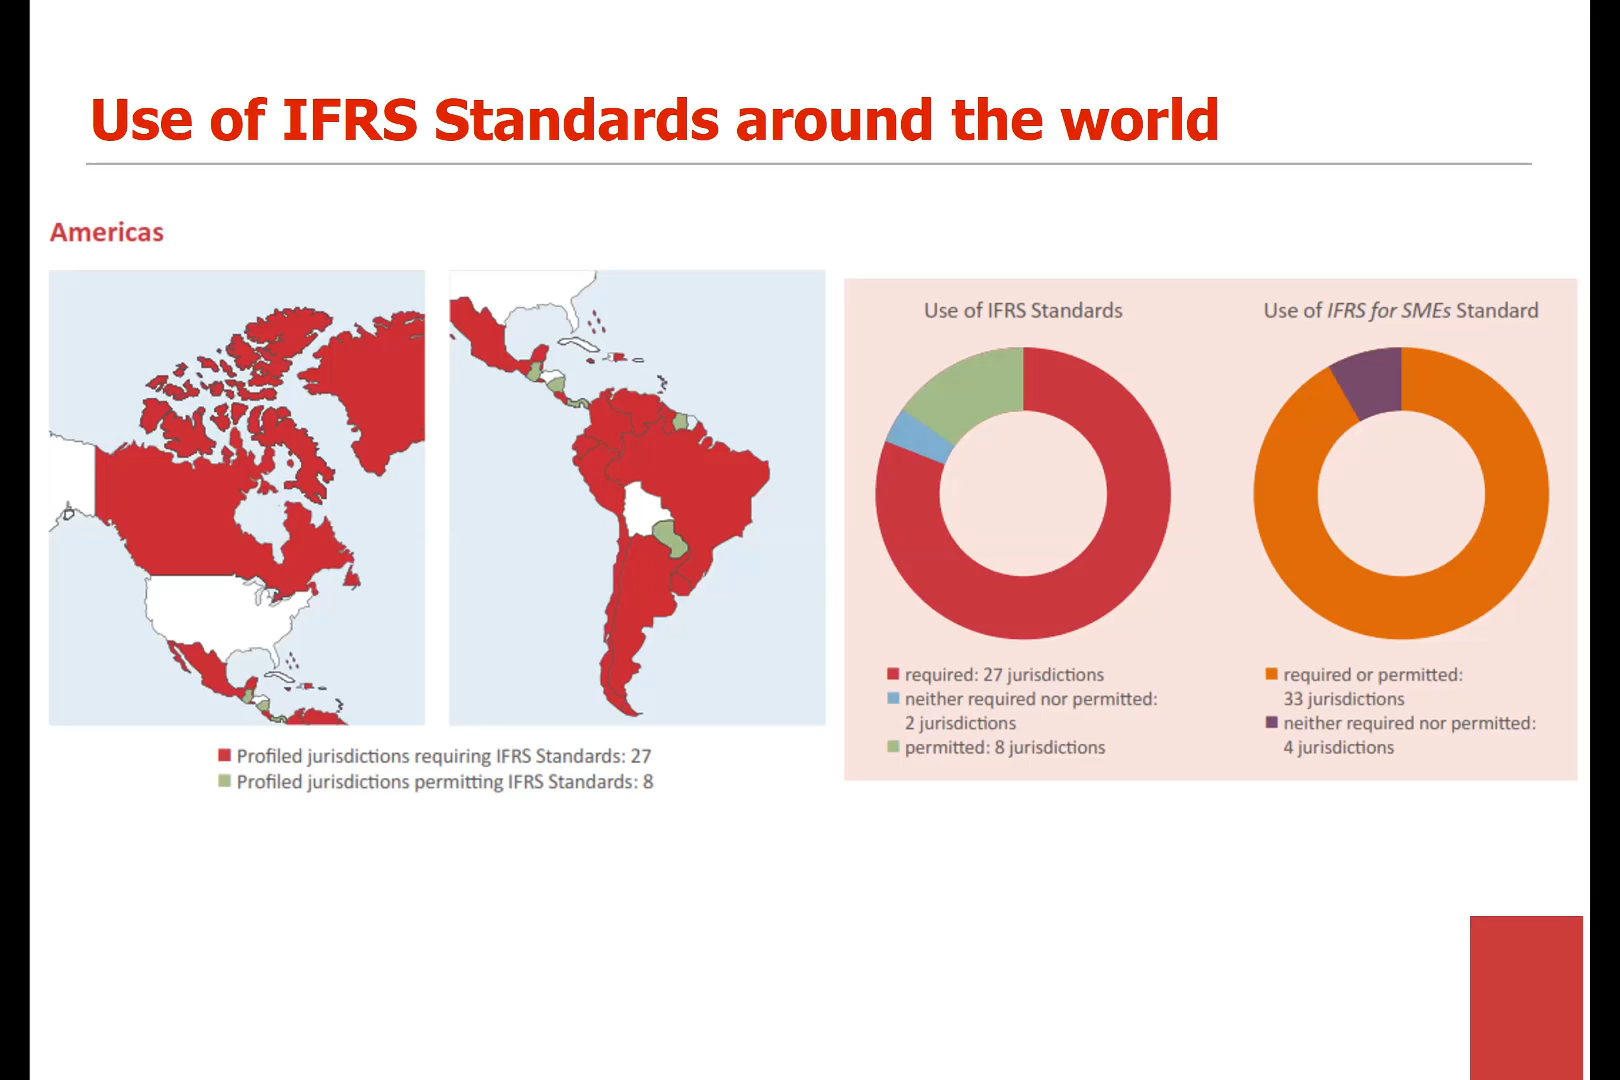 Use of IFRS Standards around the world
Americas
Profiled jurisdictions requiring IFRS Standards: 27
Profiled jurisdictions permitting IFRS Standards: 8
Use of IFRS Standards
required: 27 jurisdictions
neither required nor permitted:
2 jurisdictions
permitted: 8 jurisdictions
Use of IFRS for SMEs Standard
required or permitted:
33 jurisdictions
neither required nor permitted:
4 jurisdictions